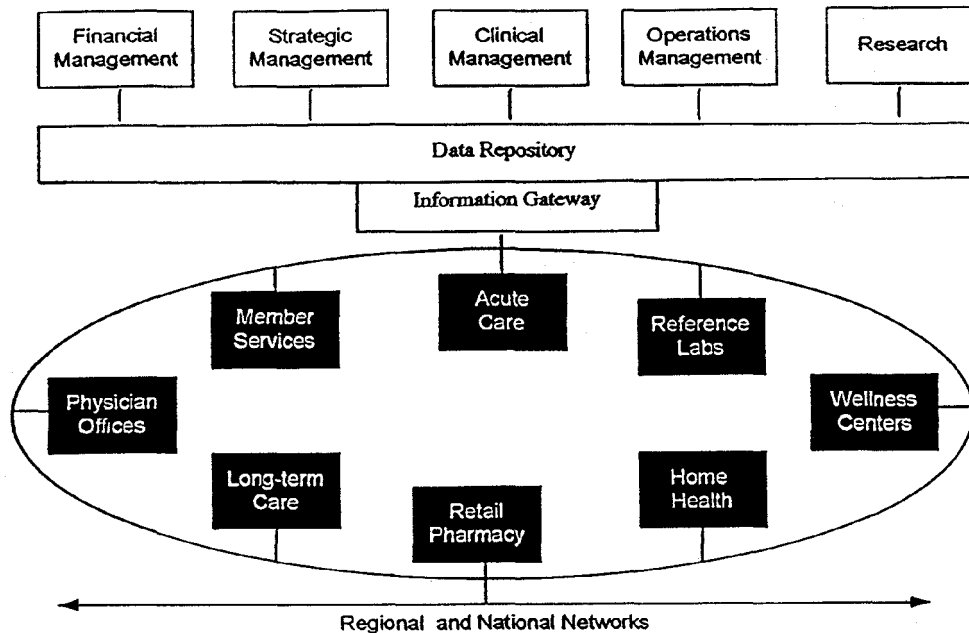 Financial
Management
Strategic
Management
Clinical
Management
Operations
Management
Research
Data Repository
Information Gateway
Member
Services
Acute
Care
Reference
Labs
Physician
Offices
Wellness
Centers
Long-term
Care
Retail
Pharmacy
Home
Health
Regional and National Networks